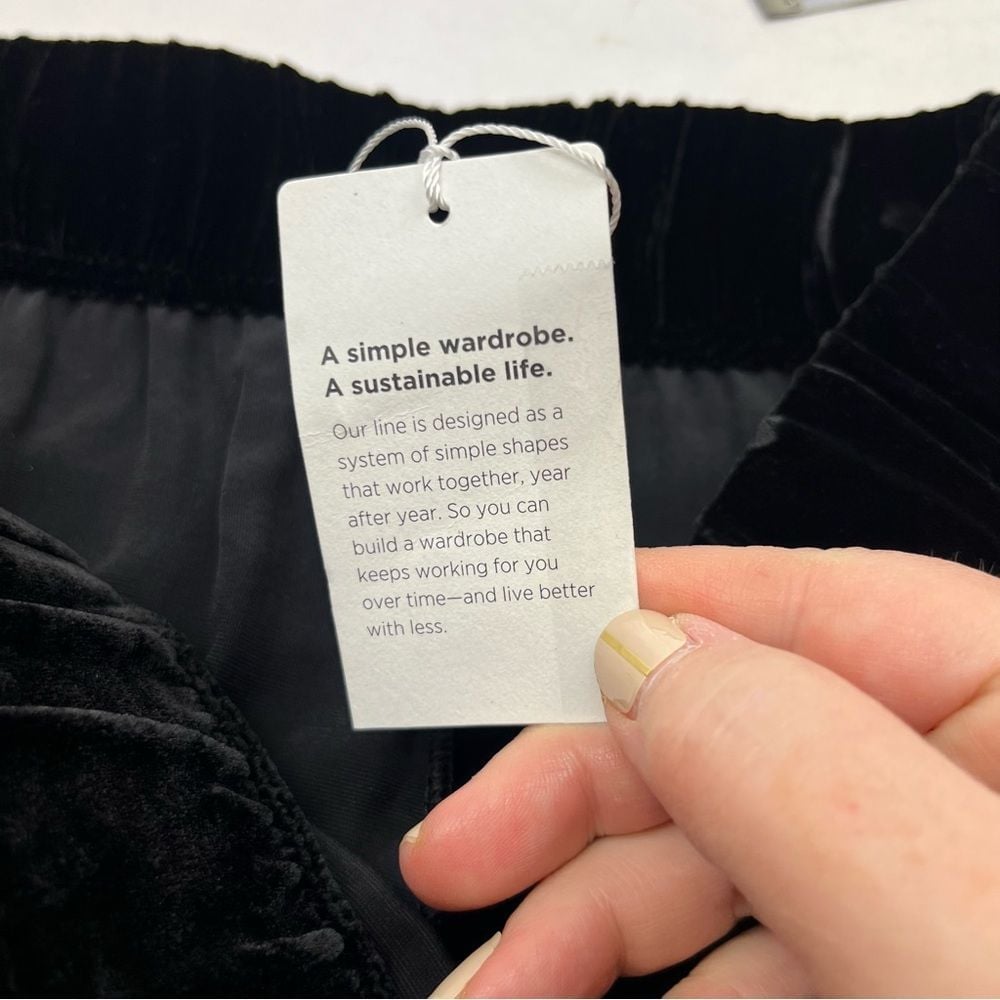 A simple wardrobe.
A sustainable life.
Our line is designed as a
system of simple shapes
that work together, year
after year. So you can
build a wardrobe that
keeps working for you
over time—and live better
with less.